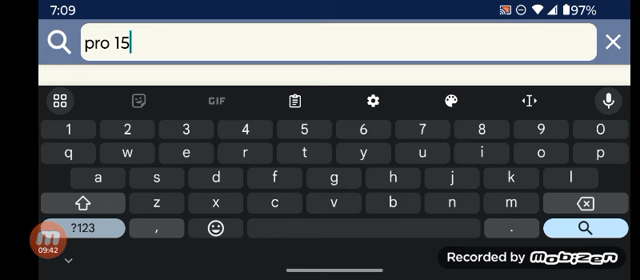 7:09 97%
pro 15
GIF
1 2 3 4 5 6 7 8 9 0
q w e r t y u i o p
a s d f g h j k l
z x c v b n m
?123 , .
09:42
Recorded by MOBIZEN